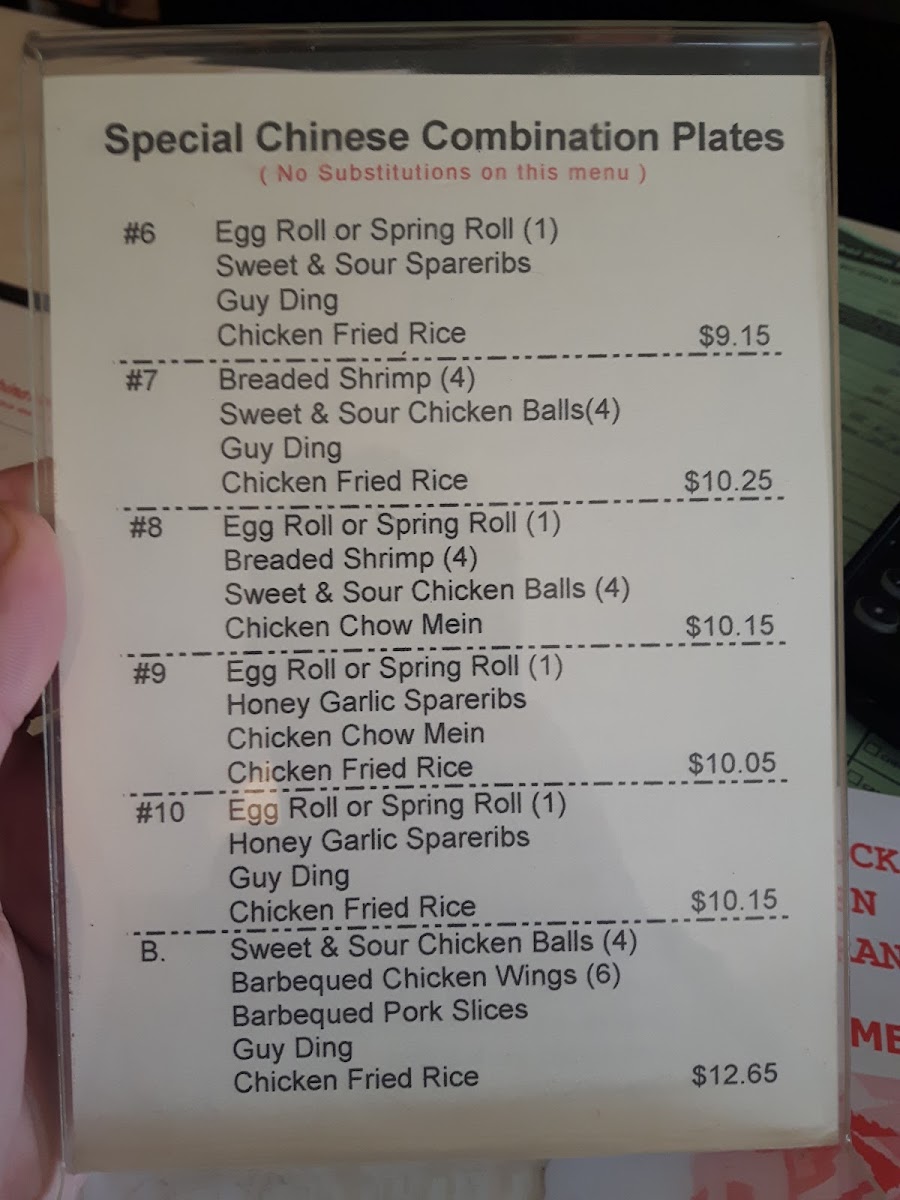 Special Chinese Combination Plates
( No Substitutions on this menu )
#6 Egg Roll or Spring Roll (1)
Sweet & Sour Spareribs
Guy Ding
Chicken Fried Rice $9.15
#7 Breaded Shrimp (4)
Sweet & Sour Chicken Balls(4)
Guy Ding
Chicken Fried Rice $10.25
#8 Egg Roll or Spring Roll (1)
Breaded Shrimp (4)
Sweet & Sour Chicken Balls (4)
Chicken Chow Mein $10.15
#9 Egg Roll or Spring Roll (1)
Honey Garlic Spareribs
Chicken Chow Mein
Chicken Fried Rice $10.05
#10 Egg Roll or Spring Roll (1)
Honey Garlic Spareribs
Guy Ding
Chicken Fried Rice $10.15
B. Sweet & Sour Chicken Balls (4)
Barbequed Chicken Wings (6)
Barbequed Pork Slices
Guy Ding
Chicken Fried Rice $12.65
CK
N
AN
ME